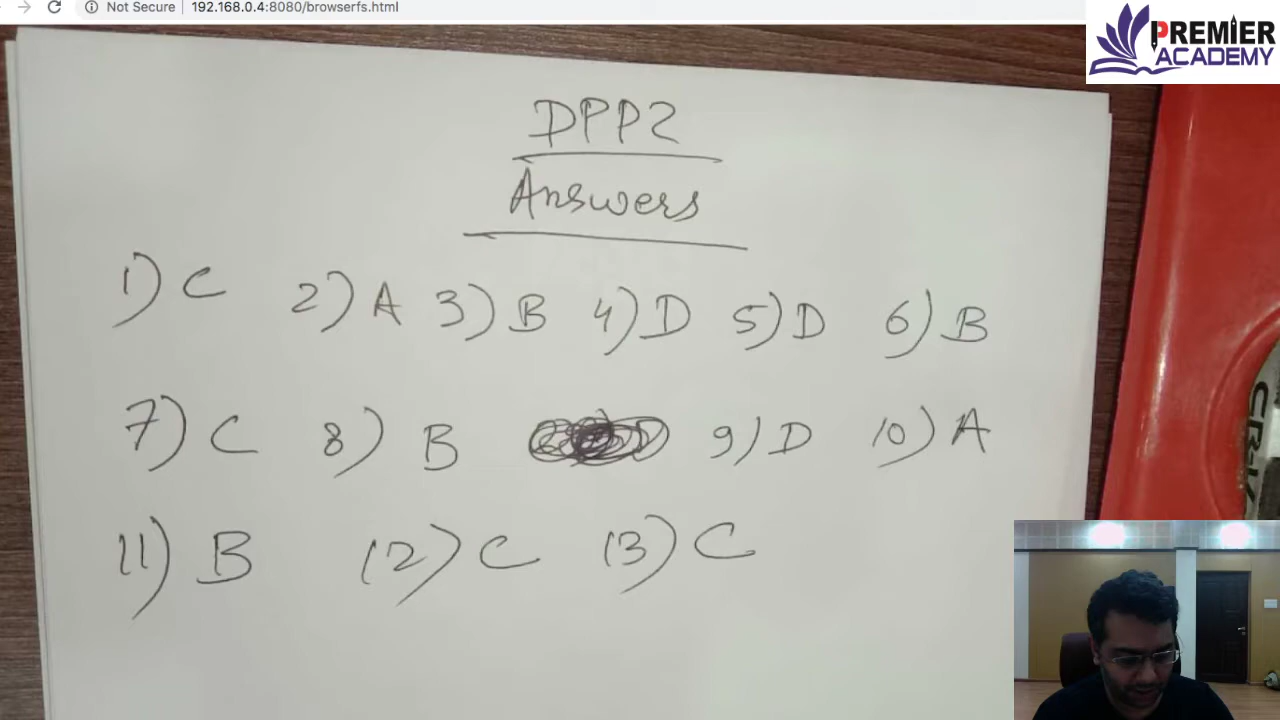 Not Secure | 192.168.0.4:8080/browserfs.html
PREMIER
ACADEMY
DPP2
Answers
1) C 2) A 3) B 4) D 5) D 6) B
7) C 8) B 9) D 10) A
11) B 12) C 13) C